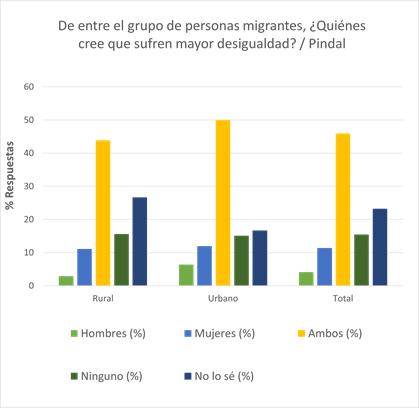 De entre el grupo de personas migrantes, ¿Quiénes
cree que sufren mayor desigualdad? / Pindal
% Respuestas
60
50
40
30
20
10
0
Rural
Urbano
Total
Hombres (%)
Mujeres (%)
Ambos (%)
Ninguno (%)
No lo sé (%)